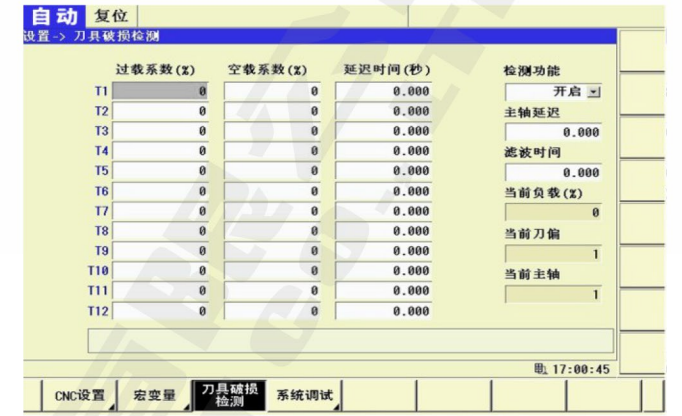 自动 复位
设置-> 刀具破损检测
过载系数(%) 空载系数(%) 延迟时间(秒) 检测功能
T1 0 0 0.000 开启
T2 0 0 0.000 主轴延迟
T3 0 0 0.000 0.000
T4 0 0 0.000 滤波时间
T5 0 0 0.000 0.000
T6 0 0 0.000 当前负载(%)
T7 0 0 0.000 0
T8 0 0 0.000 当前刀偏
T9 0 0 0.000 1
T10 0 0 0.000 当前主轴
T11 0 0 0.000 1
T12 0 0 0.000
17:00:45
CNC设置 宏变量 刀具破损检测 系统调试